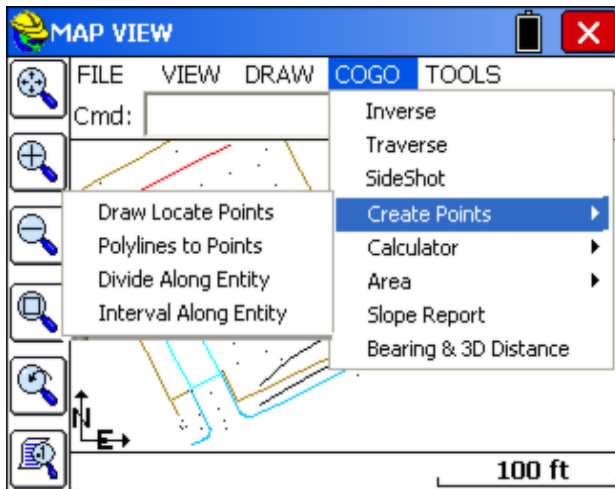 MAP VIEW
FILE VIEW DRAW COGO TOOLS
Cmd:
Inverse
Traverse
SideShot
Create Points
Calculator
Area
Slope Report
Bearing & 3D Distance
Draw Locate Points
Polylines to Points
Divide Along Entity
Interval Along Entity
N
E
100 ft